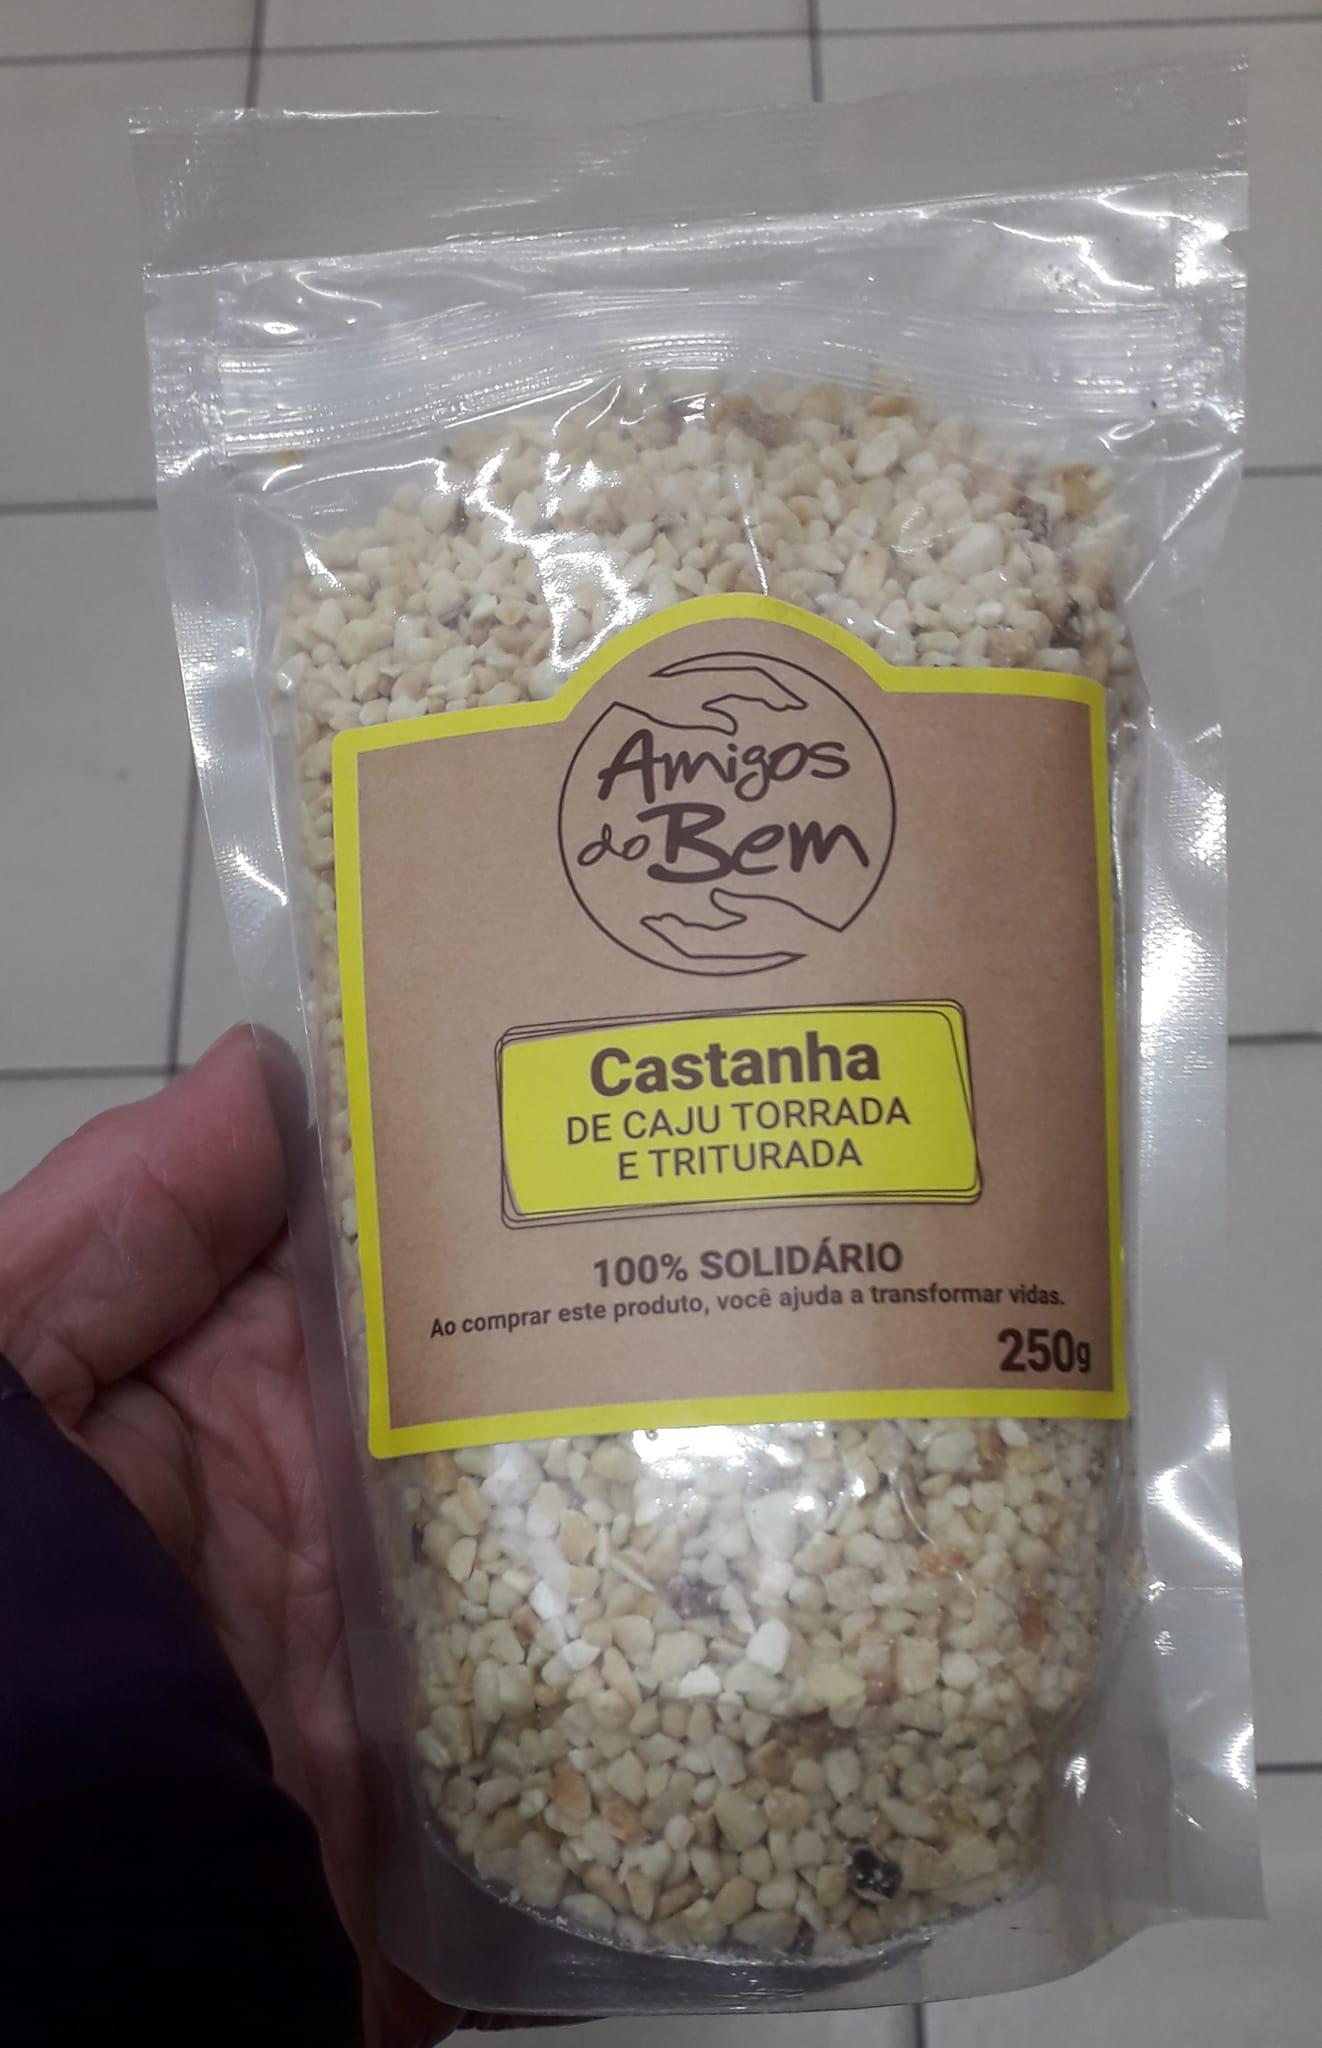 Amigos
do Bem
Castanha
DE CAJU TORRADA
E TRITURADA
100% SOLIDÁRIO
Ao comprar este produto, você ajuda a transformar vidas.
250g